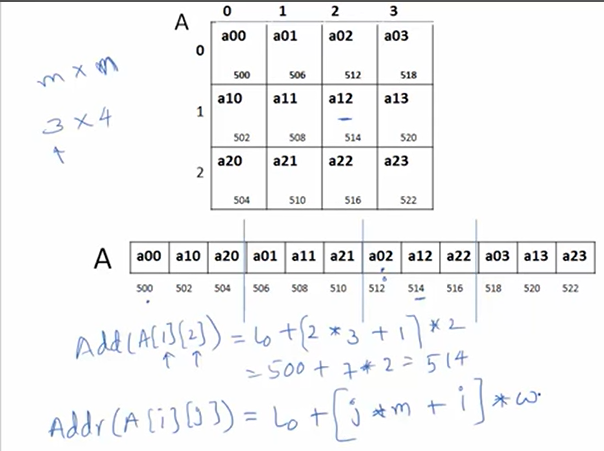 0 1 2 3
A
0 a00 a01 a02 a03
500 506 512 518
m x n
3 x 4
1 a10 a11 a12 a13
502 508 514 520
2 a20 a21 a22 a23
504 510 516 522
A a00 a10 a20 a01 a11 a21 a02 a12 a22 a03 a13 a23
500 502 504 506 508 510 512 514 516 518 520 522
Add(A[1][2]) = L0 + [2 * 3 + 1] * 2
= 500 + 7 * 2 = 514
Addr(A[i][j]) = L0 + [j * m + i] * w